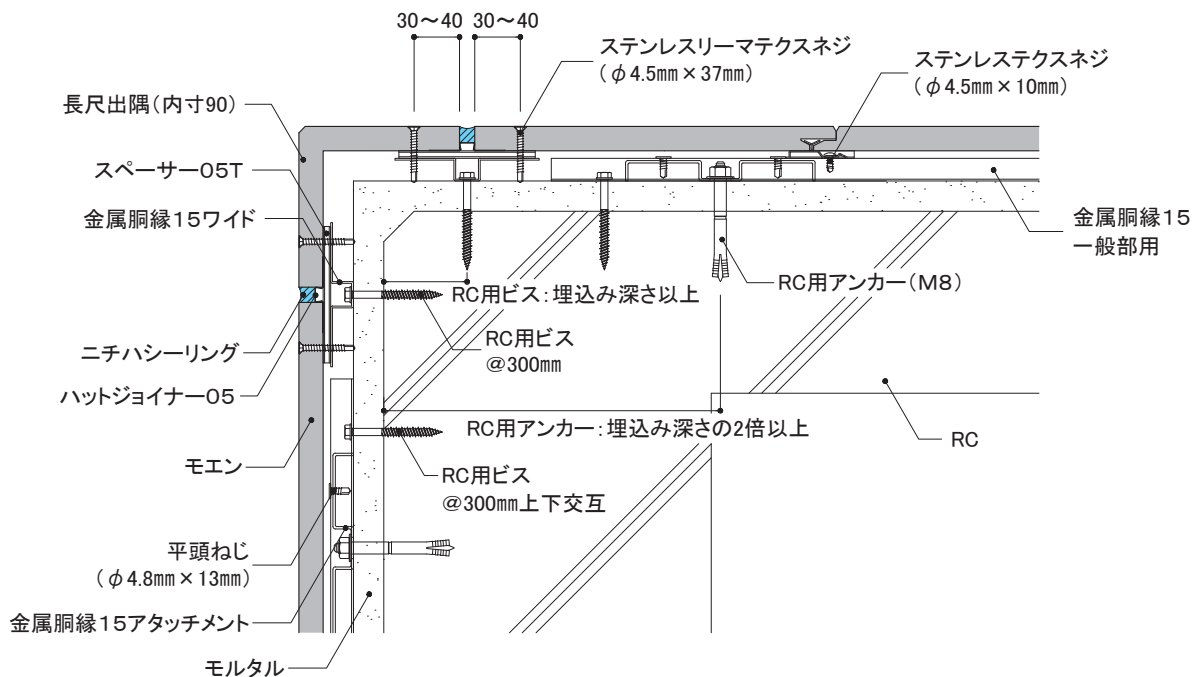 30～40
30～40
ステンレスリーマテクスネジ
（φ4.5mm×37mm）
ステンレステクスネジ
（φ4.5mm×10mm）
長尺出隅（内寸90）
スペーサー05T
金属胴縁15ワイド
金属胴縁15
一般部用
RC用アンカー（M8）
RC用ビス：埋込み深さ以上
RC用ビス
@300mm
ニチハシーリング
ハットジョイナー05
RC用アンカー：埋込み深さの2倍以上
RC
モエン
RC用ビス
@300mm上下交互
平頭ねじ
（φ4.8mm×13mm）
金属胴縁15アタッチメント
モルタル